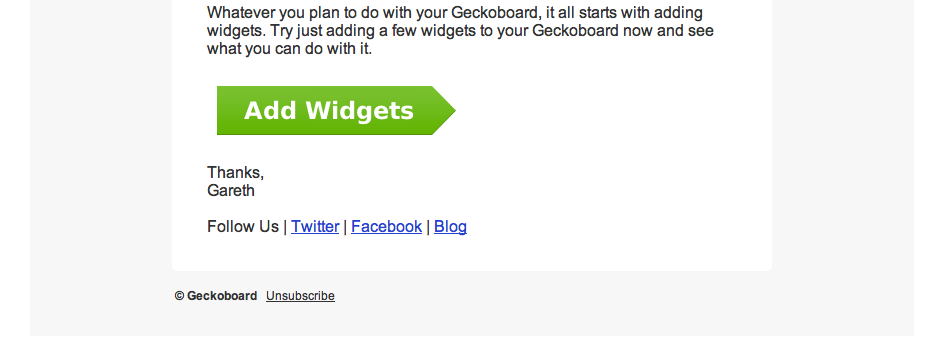 Whatever you plan to do with your Geckoboard, it all starts with adding
widgets. Try just adding a few widgets to your Geckoboard now and see
what you can do with it.
Add Widgets
Thanks,
Gareth
Follow Us | Twitter | Facebook | Blog
© Geckoboard Unsubscribe